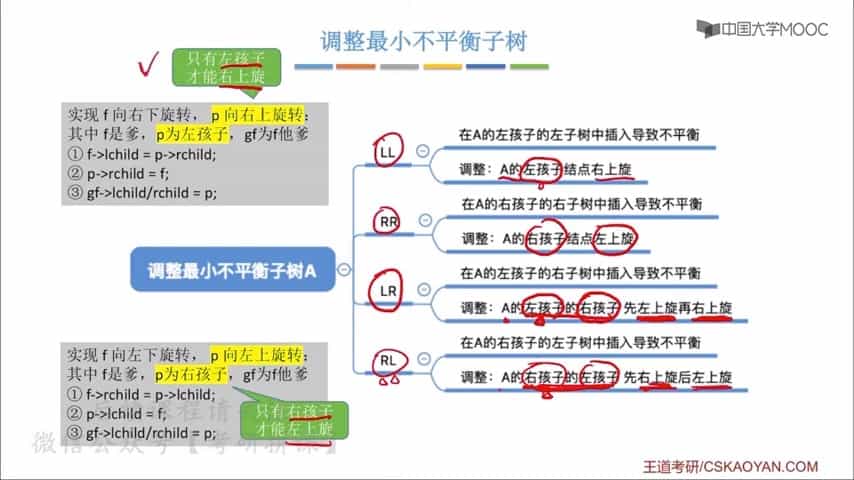 调整最小不平衡子树
中国大学MOOC
只有左孩子
才能右上旋
实现 f 向右下旋转， p 向右上旋转：
其中 f是爹，p为左孩子，gf为f他爹
① f->lchild = p->rchild;
② p->rchild = f;
③ gf->lchild/rchild = p;
调整最小不平衡子树A
LL
在A的左孩子的左子树中插入导致不平衡
调整：A的左孩子结点右上旋
RR
在A的右孩子的右子树中插入导致不平衡
调整：A的右孩子结点左上旋
LR
在A的左孩子的右子树中插入导致不平衡
调整：A的左孩子的右孩子 先左上旋再右上旋
RL
在A的右孩子的左子树中插入导致不平衡
调整：A的右孩子的左孩子 先右上旋后左上旋
实现 f 向左下旋转， p 向左上旋转：
其中 f是爹，p为右孩子，gf为f他爹
① f->rchild = p->lchild;
② p->lchild = f;
③ gf->lchild/rchild = p;
只有右孩子
才能左上旋
微信公众号【考研拼课】
王道考研/CSKAOYAN.COM